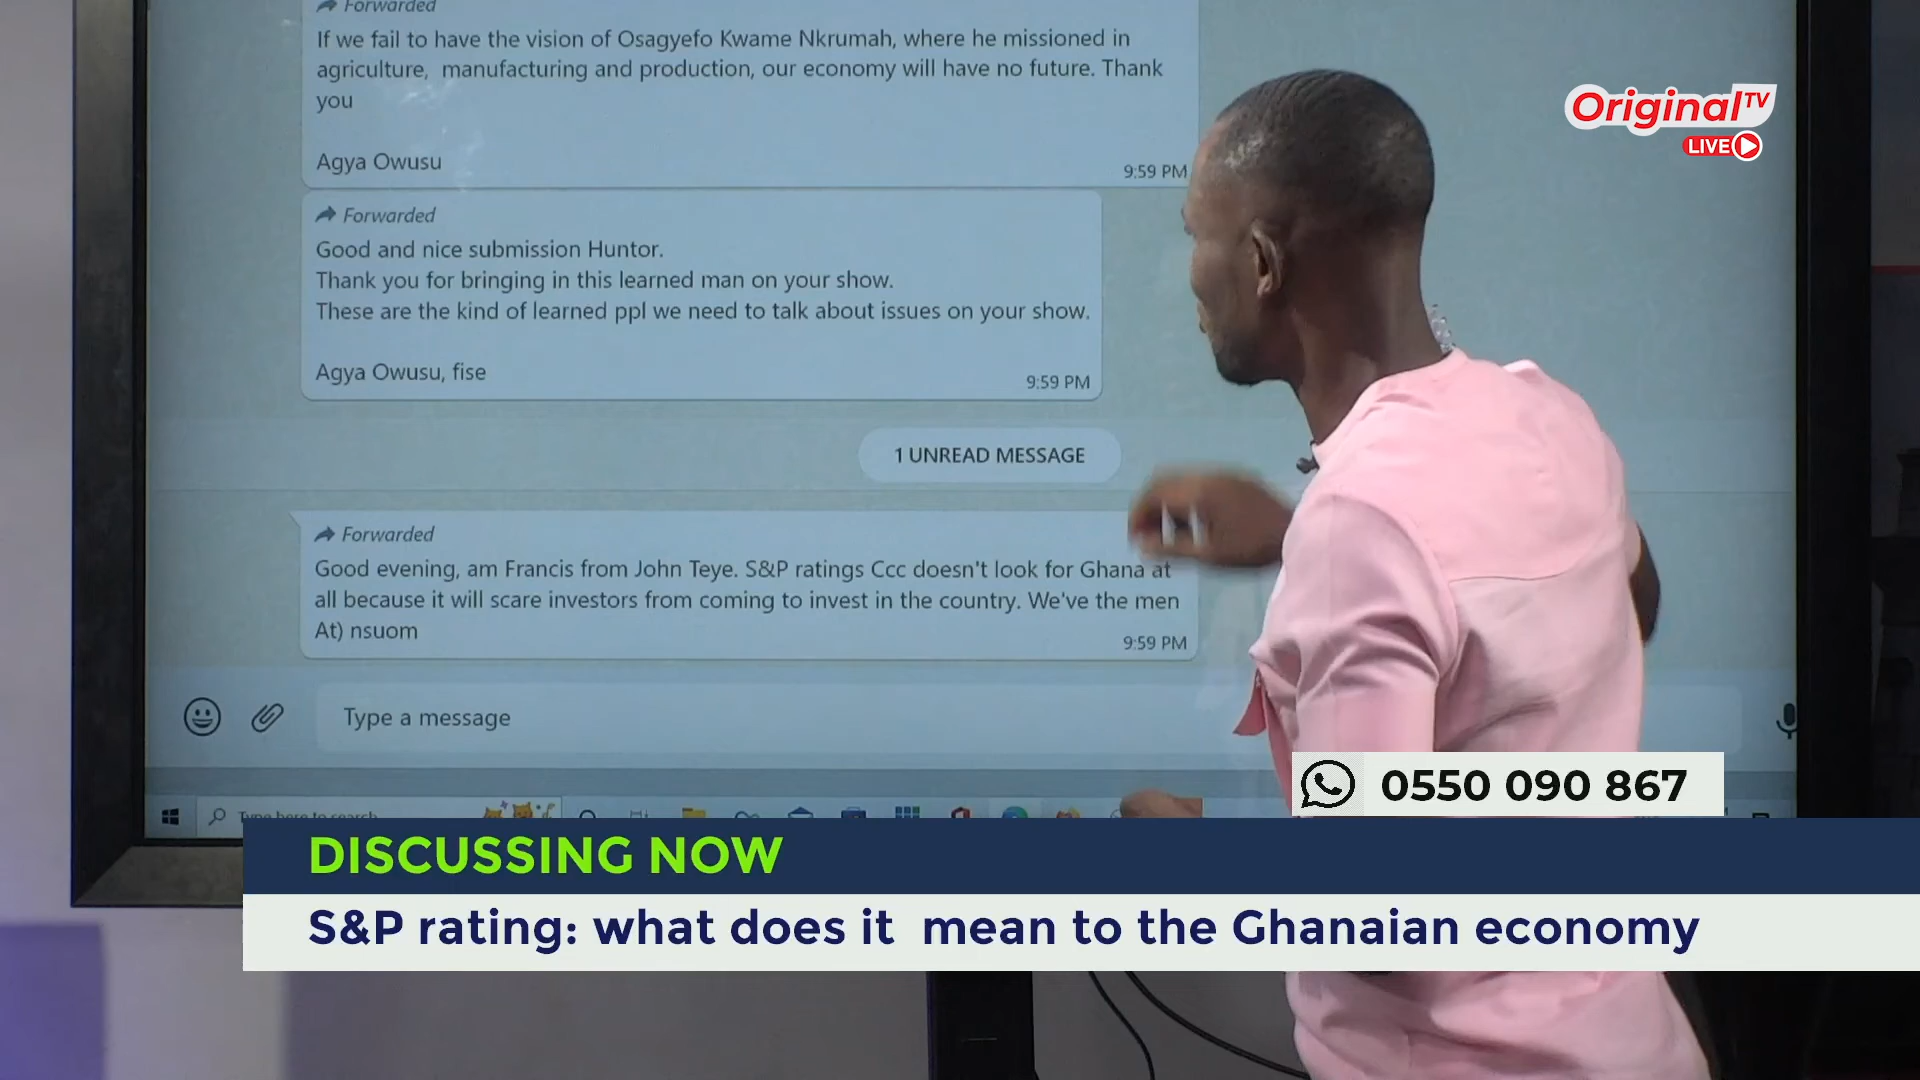 Forwarded
If we fail to have the vision of Osagyefo Kwame Nkrumah, where he missioned in
agriculture, manufacturing and production, our economy will have no future. Thank
you
Agya Owusu
9:59 PM
Original TV
LIVE
Forwarded
Good and nice submission Huntor.
Thank you for bringing in this learned man on your show.
These are the kind of learned ppl we need to talk about issues on your show.
Agya Owusu, fise
9:59 PM
1 UNREAD MESSAGE
Forwarded
Good evening, am Francis from John Teye. S&P ratings Ccc doesn't look for Ghana at
all because it will scare investors from coming to invest in the country. We've the men
At) nsuom
9:59 PM
Type a message
0550 090 867
Type here to search
DISCUSSING NOW
S&P rating: what does it  mean to the Ghanaian economy